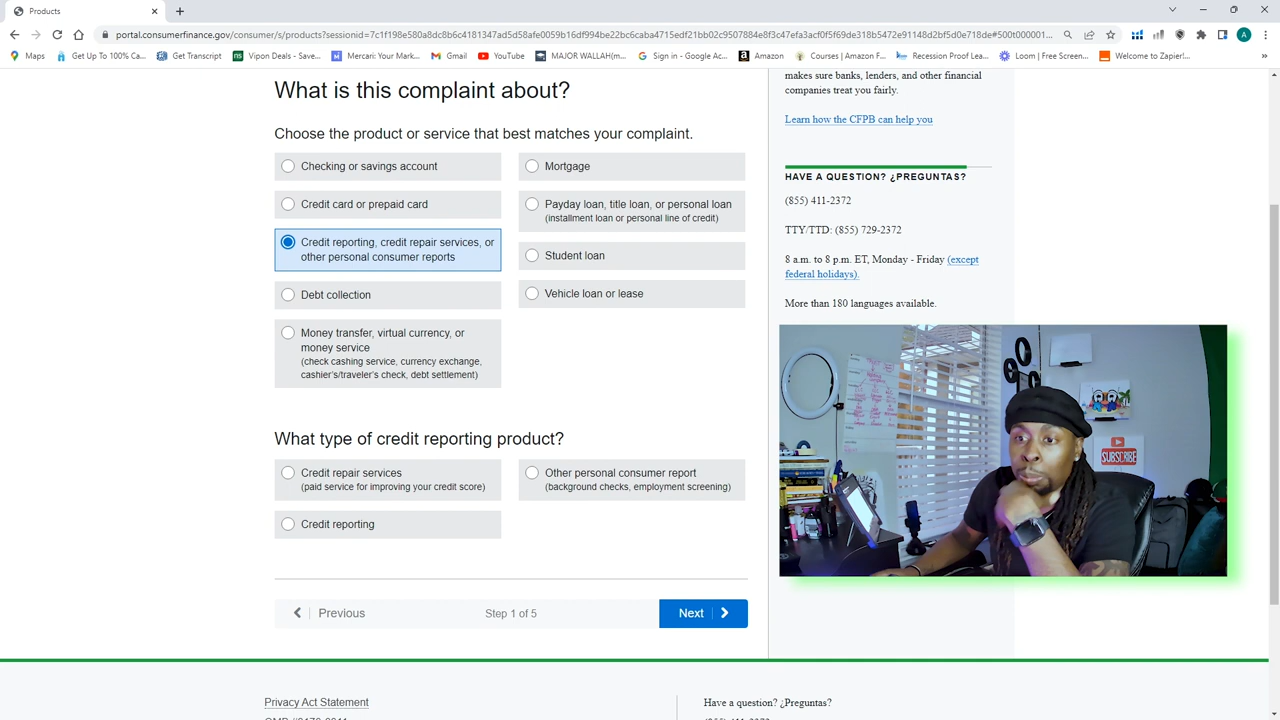 Products
portal.consumerfinance.gov/consumer/s/products?sessionid=7c1f198e580a8dc8b6c4181347ad5d58afe0059b16df994be22bc6caba4715edf21bb02c9507884e8f3c47efa3acf0f5f69de318b5472e91148d2bf5d0e718de#500t000001...
A
Maps
Get Up To 100% Ca...
Get Transcript
Vipon Deals - Save...
Mercari: Your Mark...
Gmail
YouTube
MAJOR WALLAH(m...
Sign in - Google Ac...
Amazon
Courses | Amazon F...
Recession Proof Lea...
Loom | Free Screen...
Welcome to Zapier!...
»
What is this complaint about?
Choose the product or service that best matches your complaint.
Checking or savings account
Credit card or prepaid card
Credit reporting, credit repair services, or
other personal consumer reports
Debt collection
Money transfer, virtual currency, or
money service
(check cashing service, currency exchange,
cashier's/traveler's check, debt settlement)
Mortgage
Payday loan, title loan, or personal loan
(installment loan or personal line of credit)
Student loan
Vehicle loan or lease
What type of credit reporting product?
Credit repair services
(paid service for improving your credit score)
Other personal consumer report
(background checks, employment screening)
Credit reporting
Previous
Step 1 of 5
Next
makes sure banks, lenders, and other financial
companies treat you fairly.
Learn how the CFPB can help you
HAVE A QUESTION? ¿PREGUNTAS?
(855) 411-2372
TTY/TTD: (855) 729-2372
8 a.m. to 8 p.m. ET, Monday - Friday (except
federal holidays).
More than 180 languages available.
SUBSCRIBE
Privacy Act Statement
Have a question? ¿Preguntas?